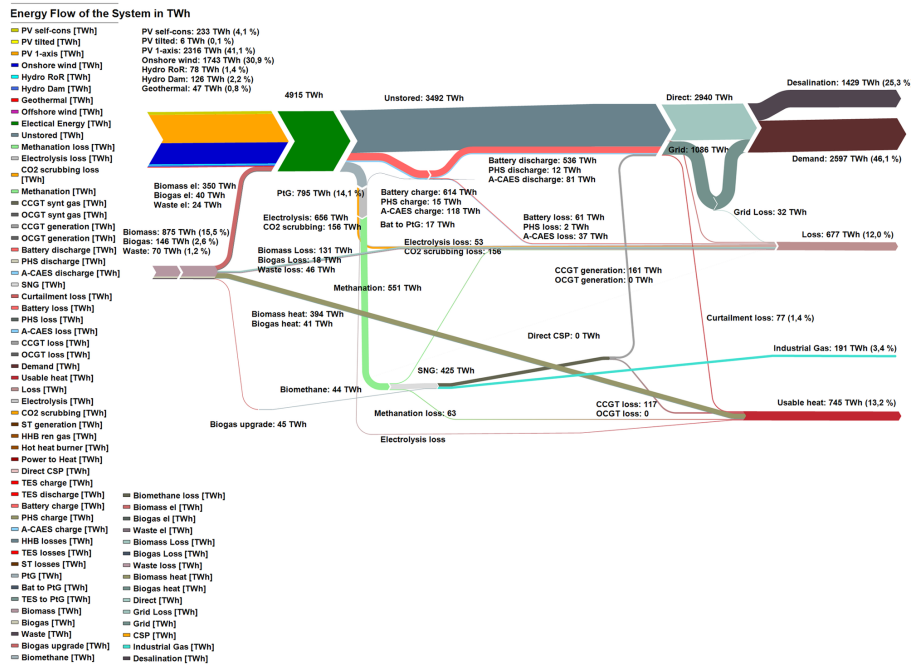 Energy Flow of the System in TWh
PV self-cons [TWh]
PV tilted [TWh]
PV 1-axis [TWh]
Onshore wind [TWh]
Hydro RoR [TWh]
Hydro Dam [TWh]
Geothermal [TWh]
Offshore wind [TWh]
Electical Energy [TWh]
Unstored [TWh]
Methanation loss [TWh]
Electrolysis loss [TWh]
CO2 scrubbing loss
[TWh]
Methanation [TWh]
CCGT synt gas [TWh]
OCGT synt gas [TWh]
CCGT generation [TWh]
OCGT generation [TWh]
Battery discharge [TWh]
PHS discharge [TWh]
A-CAES discharge [TWh]
SNG [TWh]
Curtailment loss [TWh]
Battery loss [TWh]
PHS loss [TWh]
A-CAES loss [TWh]
CCGT loss [TWh]
OCGT loss [TWh]
Demand [TWh]
Usable heat [TWh]
Loss [TWh]
Electrolysis [TWh]
CO2 scrubbing [TWh]
ST generation [TWh]
HHB ren gas [TWh]
Hot heat burner [TWh]
Power to Heat [TWh]
Direct CSP [TWh]
TES charge [TWh]
TES discharge [TWh]
Battery charge [TWh]
PHS charge [TWh]
A-CAES charge [TWh]
HHB losses [TWh]
TES losses [TWh]
ST losses [TWh]
PtG [TWh]
Bat to PtG [TWh]
TES to PtG [TWh]
Biomass [TWh]
Biogas [TWh]
Waste [TWh]
Biogas upgrade [TWh]
Biomethane [TWh]
Biomethane loss [TWh]
Biomass el [TWh]
Biogas el [TWh]
Waste el [TWh]
Biomass Loss [TWh]
Biogas Loss [TWh]
Waste loss [TWh]
Biomass heat [TWh]
Biogas heat [TWh]
Direct [TWh]
Grid Loss [TWh]
Grid [TWh]
CSP [TWh]
Industrial Gas [TWh]
Desalination [TWh]
PV self-cons: 233 TWh (4,1 %)
PV tilted: 6 TWh (0,1 %)
PV 1-axis: 2316 TWh (41,1 %)
Onshore wind: 1743 TWh (30,9 %)
Hydro RoR: 78 TWh (1,4 %)
Hydro Dam: 126 TWh (2,2 %)
Geothermal: 47 TWh (0,8 %)
4915 TWh
Unstored: 3492 TWh
Direct: 2940 TWh
Desalination: 1429 TWh (25,3 %
Grid: 1086 TWh
Demand: 2597 TWh (46,1 %)
Battery discharge: 536 TWh
PHS discharge: 12 TWh
A-CAES discharge: 81 TWh
Biomass el: 350 TWh
Biogas el: 40 TWh
Waste el: 24 TWh
PtG: 795 TWh (14,1 %)
Battery charge: 614 TWh
PHS charge: 15 TWh
A-CAES charge: 118 TWh
Bat to PtG: 17 TWh
Electrolysis: 656 TWh
CO2 scrubbing: 156 TWh
Battery loss: 61 TWh
PHS loss: 2 TWh
A-CAES loss: 37 TWh
Grid Loss: 32 TWh
Biomass: 875 TWh (15,5 %)
Biogas: 146 TWh (2,6 %)
Waste: 70 TWh (1,2 %)
Biomass Loss: 131 TWh
Biogas Loss: 18 TWh
Waste loss: 46 TWh
Electrolysis loss: 53
CO2 scrubbing loss: 156
Loss: 677 TWh (12,0 %)
CCGT generation: 161 TWh
OCGT generation: 0 TWh
Methanation: 551 TWh
Biomass heat: 394 TWh
Biogas heat: 41 TWh
Curtailment loss: 77 (1,4 %)
Direct CSP: 0 TWh
Industrial Gas: 191 TWh (3,4 %)
SNG: 425 TWh
Biomethane: 44 TWh
CCGT loss: 117
OCGT loss: 0
Usable heat: 745 TWh (13,2 %)
Methanation loss: 63
Biogas upgrade: 45 TWh
Electrolysis loss